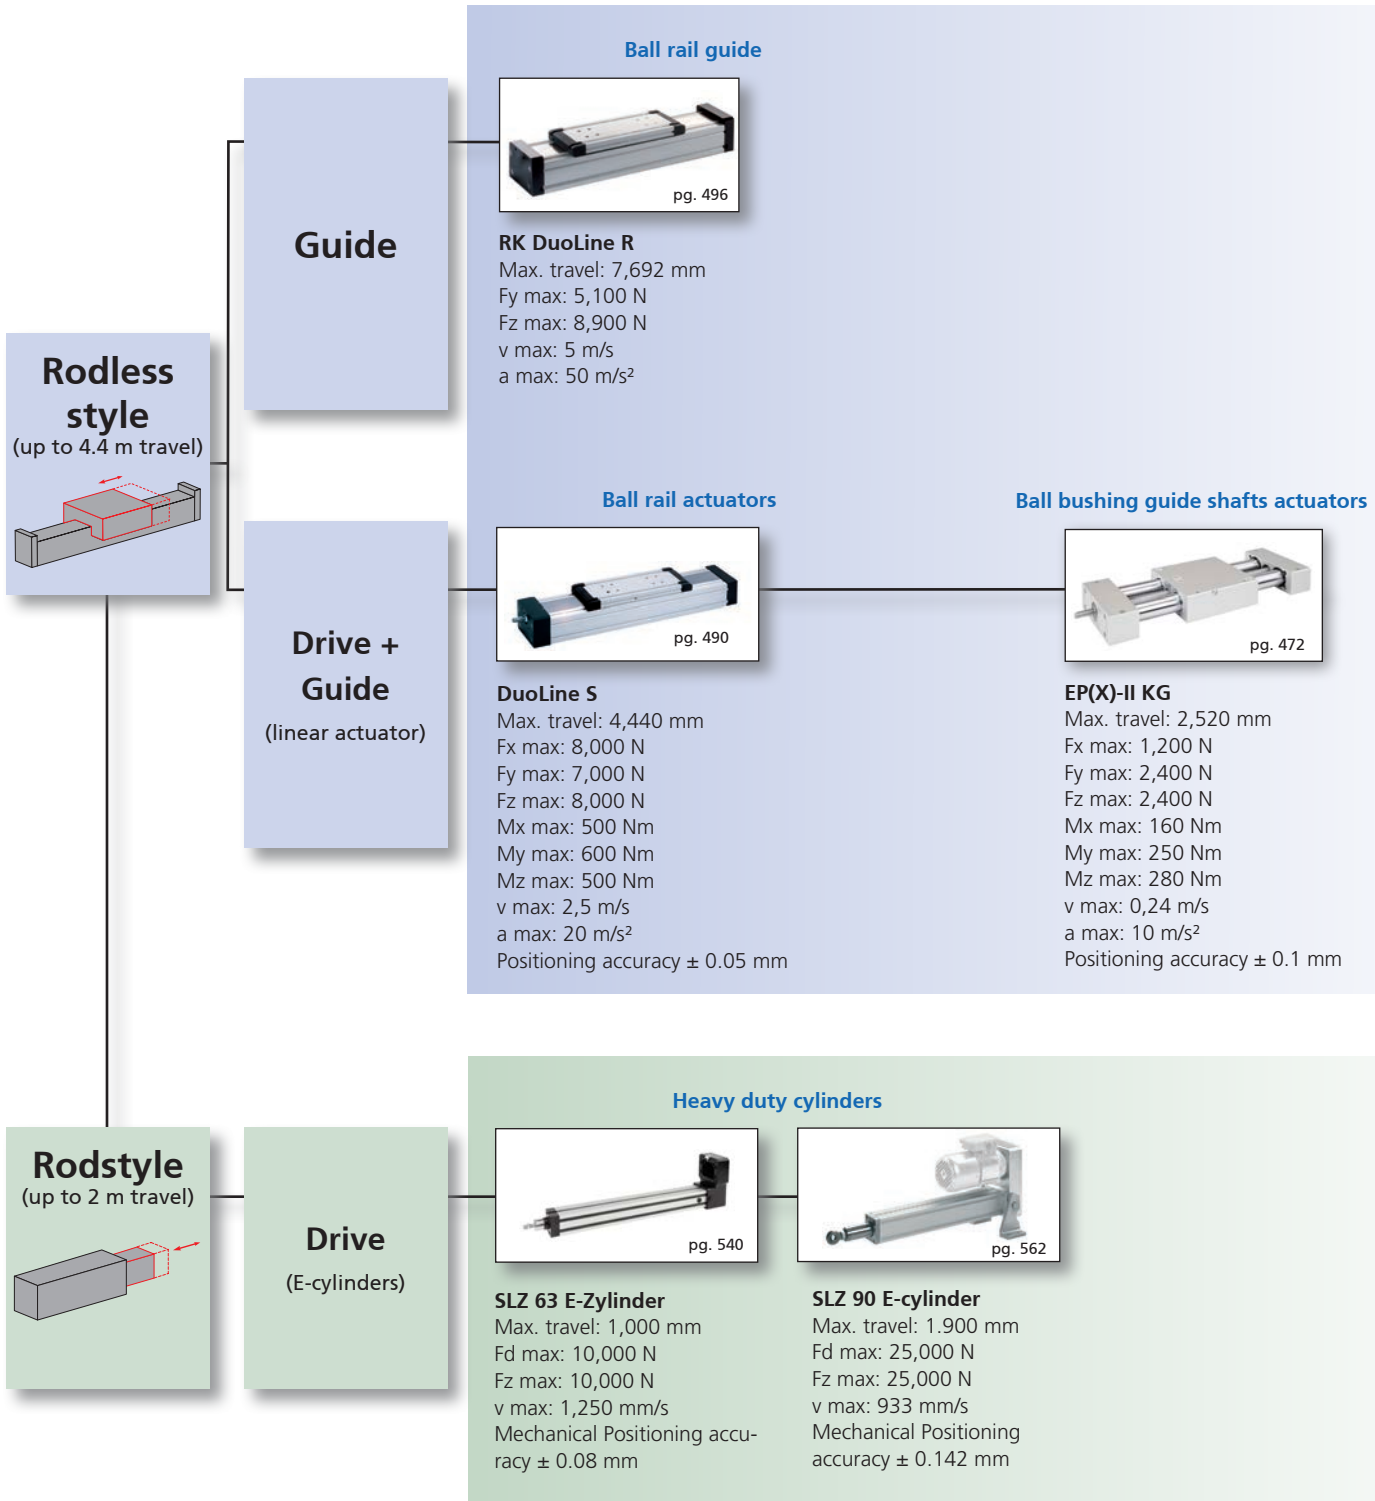 Ball rail guide
pg. 496
Guide
RK DuoLine R
Max. travel: 7,692 mm
Fy max: 5,100 N
Fz max: 8,900 N
v max: 5 m/s
a max: 50 m/s²
Rodless
style
(up to 4.4 m travel)
Ball rail actuators
Ball bushing guide shafts actuators
pg. 490
pg. 472
Drive +
Guide
(linear actuator)
DuoLine S
Max. travel: 4,440 mm
Fx max: 8,000 N
Fy max: 7,000 N
Fz max: 8,000 N
Mx max: 500 Nm
My max: 600 Nm
Mz max: 500 Nm
v max: 2,5 m/s
a max: 20 m/s²
Positioning accuracy ± 0.05 mm
EP(X)-II KG
Max. travel: 2,520 mm
Fx max: 1,200 N
Fy max: 2,400 N
Fz max: 2,400 N
Mx max: 160 Nm
My max: 250 Nm
Mz max: 280 Nm
v max: 0,24 m/s
a max: 10 m/s²
Positioning accuracy ± 0.1 mm
Heavy duty cylinders
Rodstyle
(up to 2 m travel)
Drive
(E-cylinders)
pg. 540
pg. 562
SLZ 63 E-Zylinder
Max. travel: 1,000 mm
Fd max: 10,000 N
Fz max: 10,000 N
v max: 1,250 mm/s
Mechanical Positioning accu-
racy ± 0.08 mm
SLZ 90 E-cylinder
Max. travel: 1.900 mm
Fd max: 25,000 N
Fz max: 25,000 N
v max: 933 mm/s
Mechanical Positioning
accuracy ± 0.142 mm